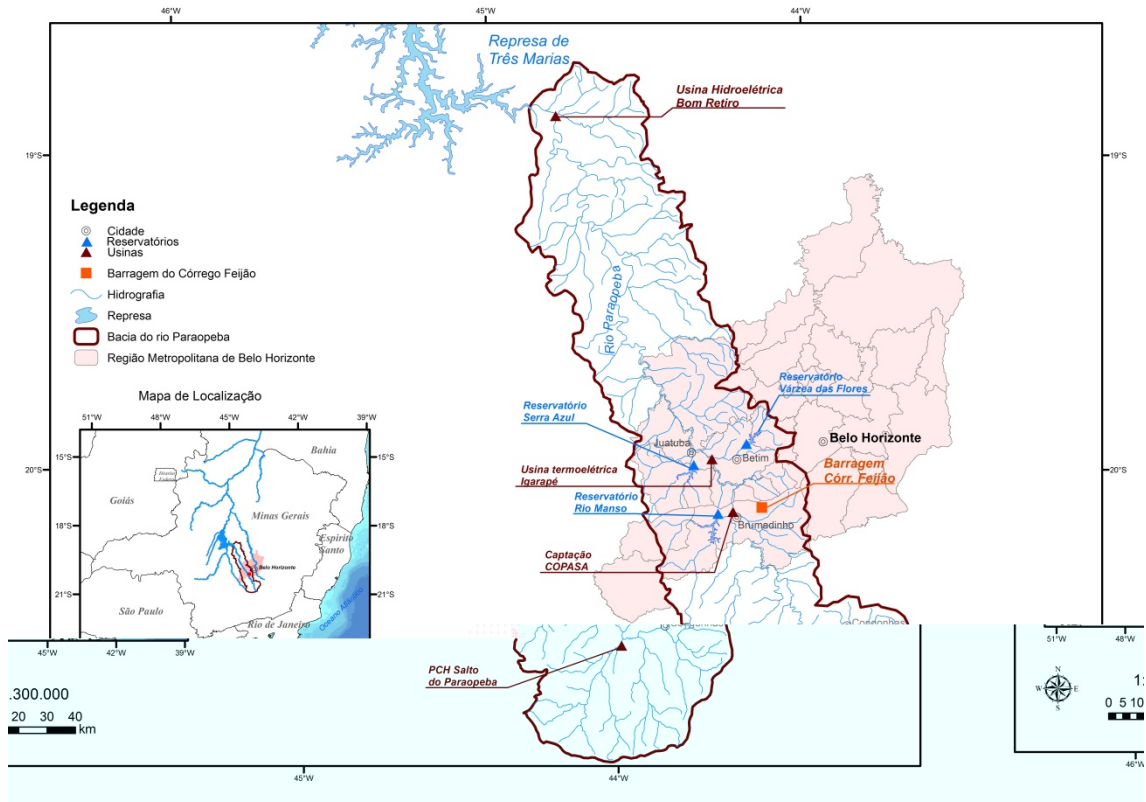 46°W
45°W
44°W
Represa de
Três Marias
Usina Hidroelétrica
Bom Retiro
19°S
19°S
Legenda
Cidade
Reservatórios
Usinas
Barragem do Córrego Feijão
Hidrografia
Represa
Bacia do rio Paraopeba
Região Metropolitana de Belo Horizonte
Rio Paraopeba
Reservatório
Várzea das Flores
Reservatório
Serra Azul
Juatuba
Betim
Belo Horizonte
20°S
20°S
Usina termoelétrica
Igarapé
Barragem
Córr. Feijão
Reservatório
Rio Manso
Brumadinho
Captação
COPASA
Mapa de Localização
51°W
48°W
45°W
42°W
39°W
15°S
15°S
Bahia
Distrito
Federal
Goiás
Minas Gerais
18°S
18°S
Espírito
Santo
Belo Horizonte
21°S
21°S
São Paulo
Rio de Janeiro
Oceano Atlântico
45°W
42°W
39°W
51°W
48°W
PCH Salto
do Paraopeba
.300.000
20 30 40
km
N
W
E
S
1:
0 5 10
45°W
44°W
46°W